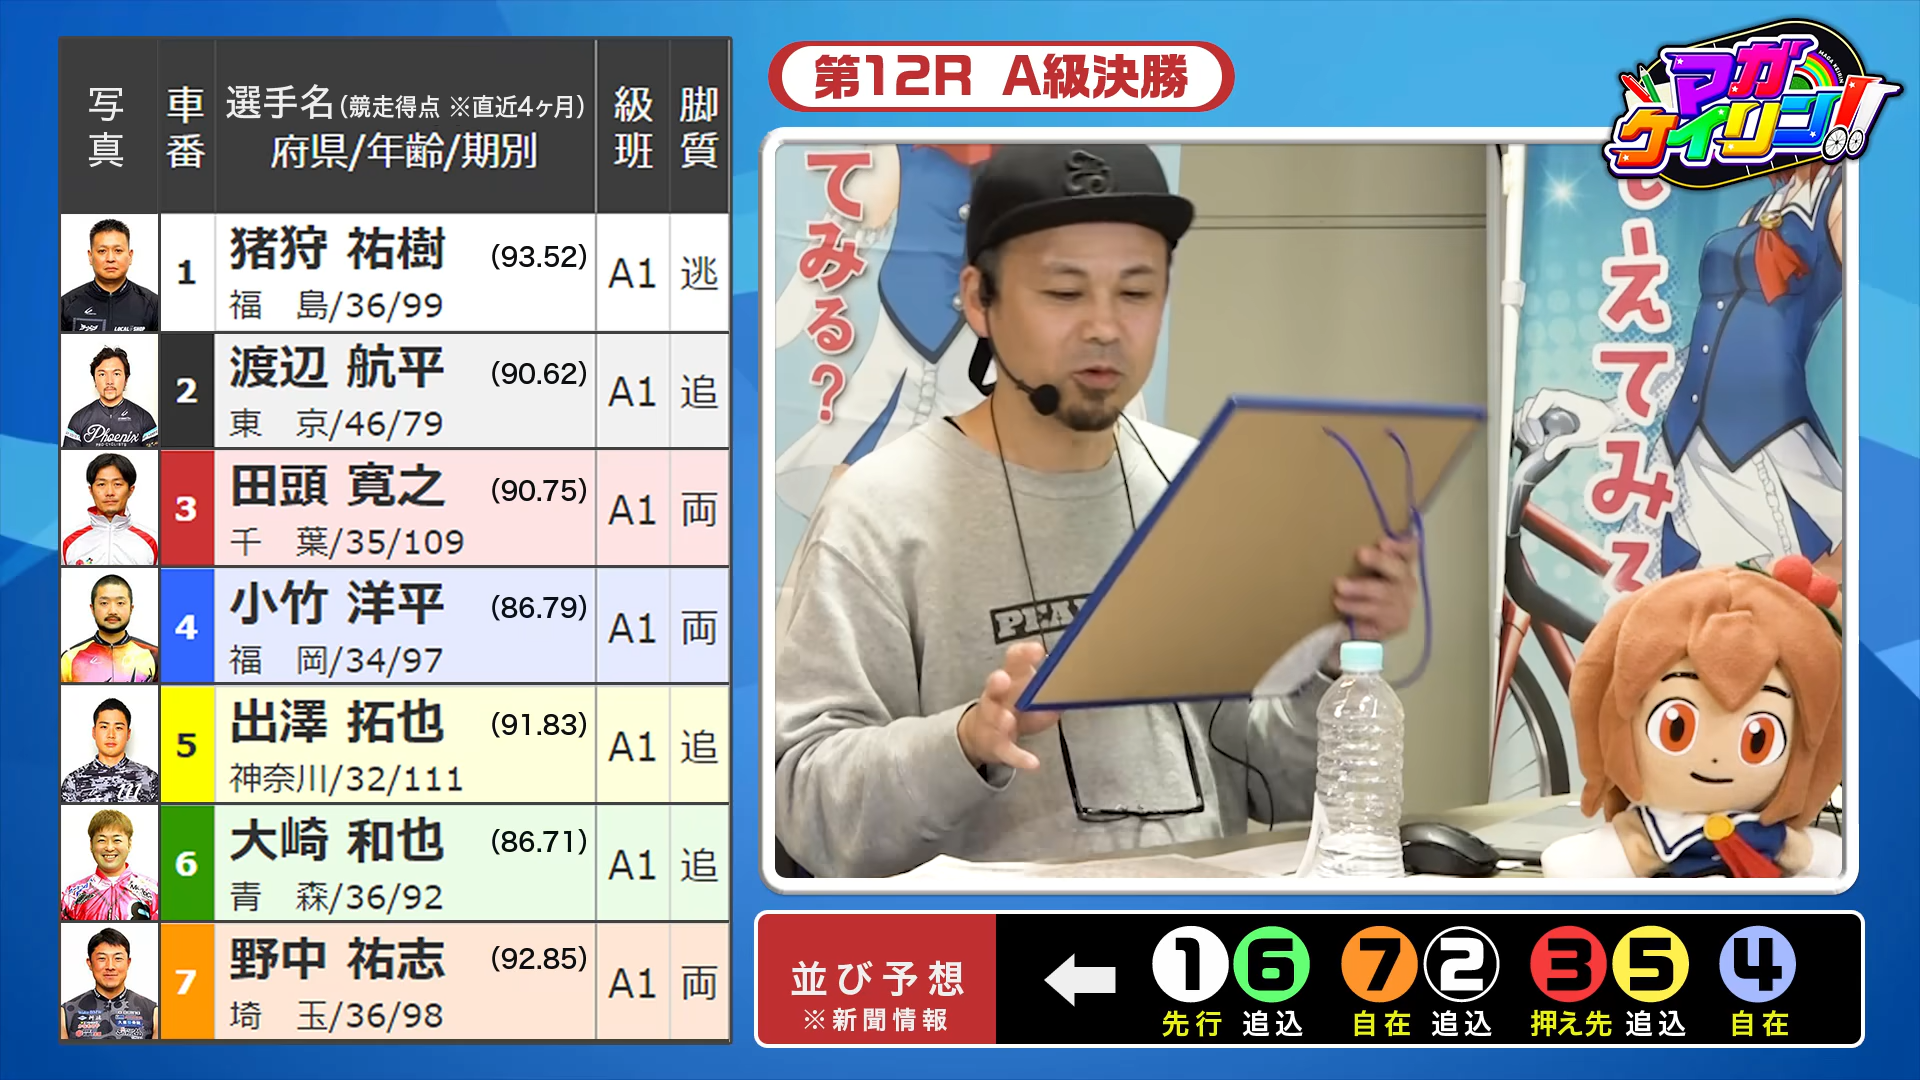 写真
車番
選手名(競走得点 ※直近4ヶ月)
府県/年齢/期別
級班
脚質
1
猪狩 祐樹 (93.52)
福 島/36/99
A1
逃
2
渡辺 航平 (90.62)
東 京/46/79
A1
追
Phoenix
3
田頭 寛之 (90.75)
千 葉/35/109
A1
両
4
小竹 洋平 (86.79)
福 岡/34/97
A1
両
5
出澤 拓也 (91.83)
神奈川/32/111
A1
追
6
大崎 和也 (86.71)
青 森/36/92
A1
追
7
野中 祐志 (92.85)
埼 玉/36/98
A1
両
第12R A級決勝
マガケイリン!!
てみる?
えてみる
並び予想
※新聞情報
1 6 7 2 3 5 4
先行 追込 自在 追込 押え先 追込 自在